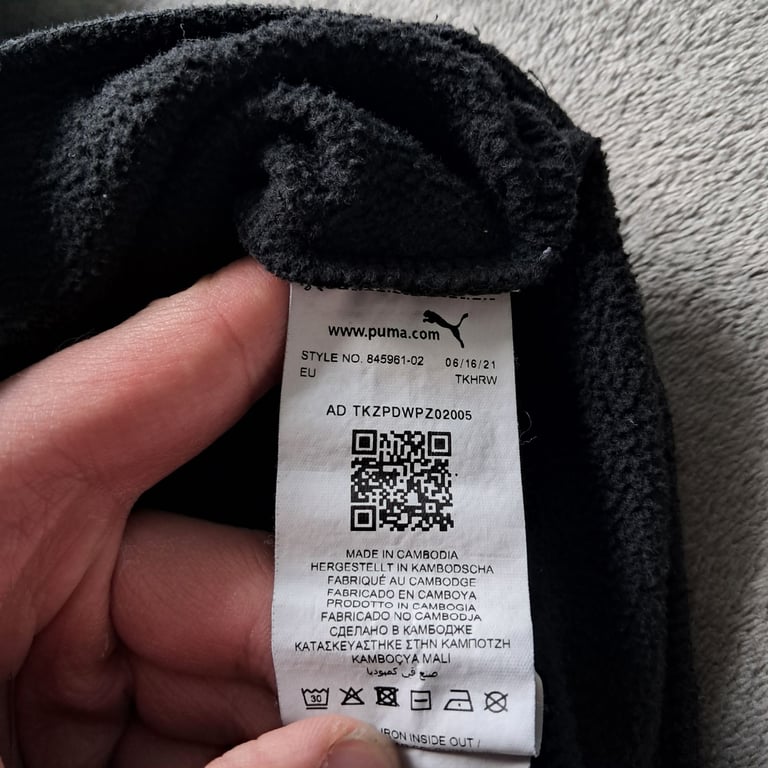 www.puma.com
STYLE NO. 845961-02 06/16/21
EU TKHRW
AD TKZPDWPZ02005
MADE IN CAMBODIA
HERGESTELLT IN KAMBODSCHA
FABRIQUÉ AU CAMBODGE
FABRICADO EN CAMBOYA
PRODOTTO IN CAMBOGIA
FABRICADO NO CAMBODJA
СДЕЛАНО В КАМБОДЖЕ
ΚΑΤΑΣΚΕΥΑΣΤΗΚΕ ΣΤΗΝ ΚΑΜΠΟΤΖΗ
KAMBOÇYA MALI
صنع في كمبوديا
30
IRON INSIDE OUT /